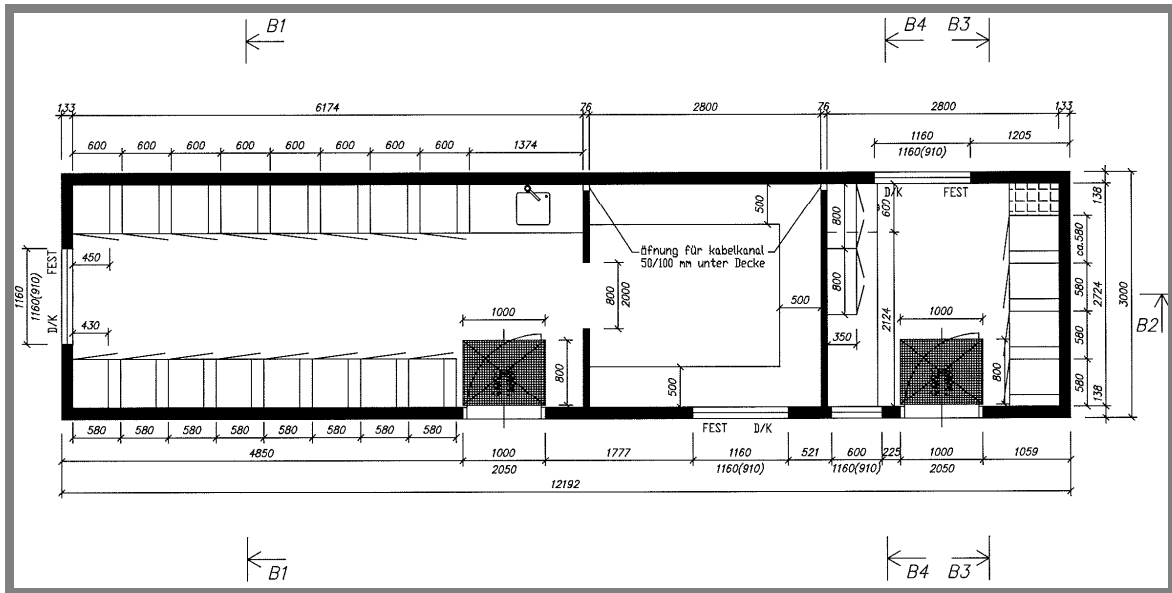 B1
B4 B3
133 6174 76 2800 76 2800 133
600 600 600 600 600 600 600 600 1374
1160 1205
1160(910)
D/K FEST
600
500
800
138
Öfnung für kabelkanal
50/100 mm unter Decke
ca.580
FEST
450
1160
1160(910)
D/K
430
800
2000
500
800
580
2724
3000
B2
2124
580
1000
350
1000
800
500
800
580
138
580 580 580 580 580 580 580 580
FEST D/K
4850 1000 1777 1160 521 600 225 1000 1059
2050 1160(910) 1160(910) 2050
12192
B1
B4 B3